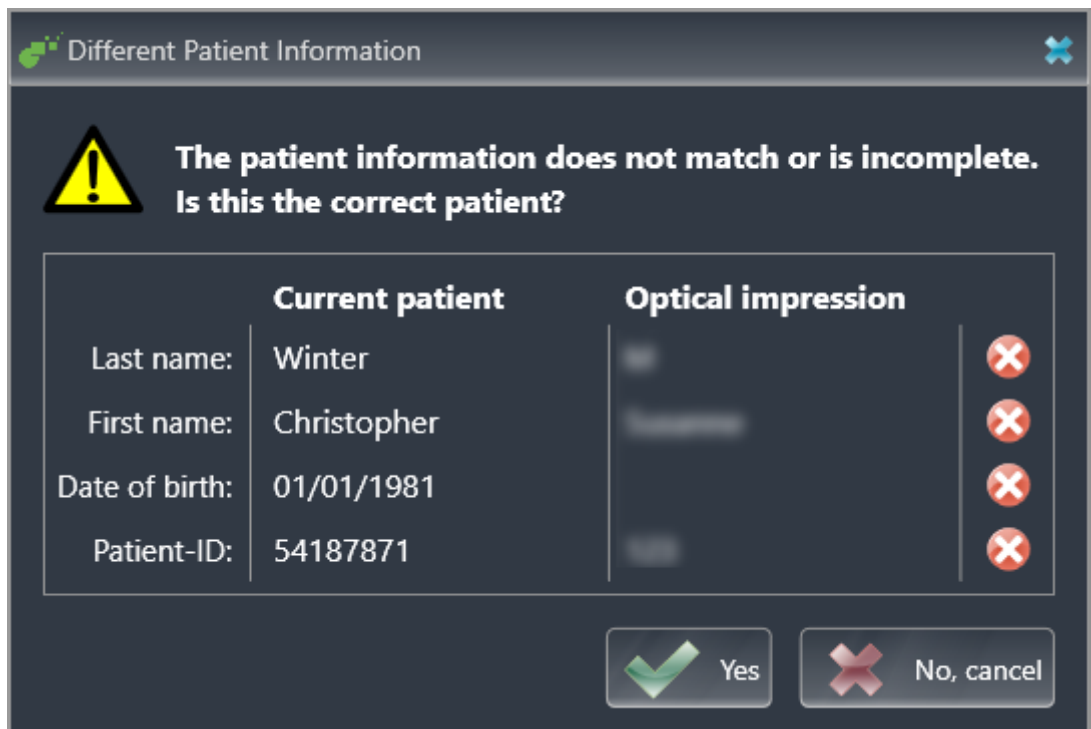 Different Patient Information
The patient information does not match or is incomplete.
Is this the correct patient?
Current patient Optical impression
Last name: Winter
First name: Christopher
Date of birth: 01/01/1981
Patient-ID: 54187871
Yes No, cancel